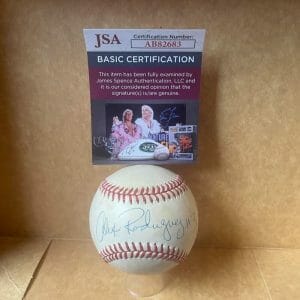 JSA
Certification Number
AB82683
BASIC CERTIFICATION
This item has been fully examined by
James Spence Authentication, LLC and
it is our considered opinion that the
signature(s) is/are genuine.
Alex Rodriguez